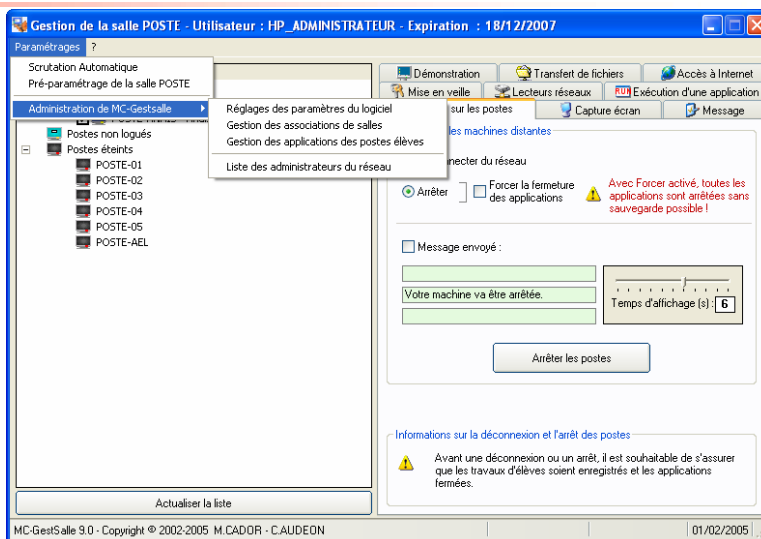 Gestion de la salle POSTE - Utilisateur : HP_ADMINISTRATEUR - Expiration : 18/12/2007
Paramétrages ?
Scrutation Automatique
Pré-paramétrage de la salle POSTE
Administration de MC-Gestsalle
Réglages des paramètres du logiciel
Gestion des associations de salles
Gestion des applications des postes élèves
Liste des administrateurs du réseau
Postes non logués
Postes éteints
POSTE-01
POSTE-02
POSTE-03
POSTE-04
POSTE-05
POSTE-AEL
Actualiser la liste
Démonstration
Transfert de fichiers
Accès à Internet
Mise en veille
Lecteurs réseaux
RUN Exécution d'une application
sur les postes
Capture écran
Message
les machines distantes
du réseau
Arrêter
Forcer la fermeture
des applications
Avec Forcer activé, toutes les
applications sont arrêtées sans
sauvegarde possible !
Message envoyé :
Votre machine va être arrêtée.
Temps d'affichage (s) : 6
Arrêter les postes
Informations sur la déconnexion et l'arrêt des postes
Avant une déconnexion ou un arrêt, il est souhaitable de s'assurer
que les travaux d'élèves soient enregistrés et les applications
fermées.
MC-GestSalle 9.0 - Copyright © 2002-2005 M.CADOR - C.AUDEON
01/02/2005